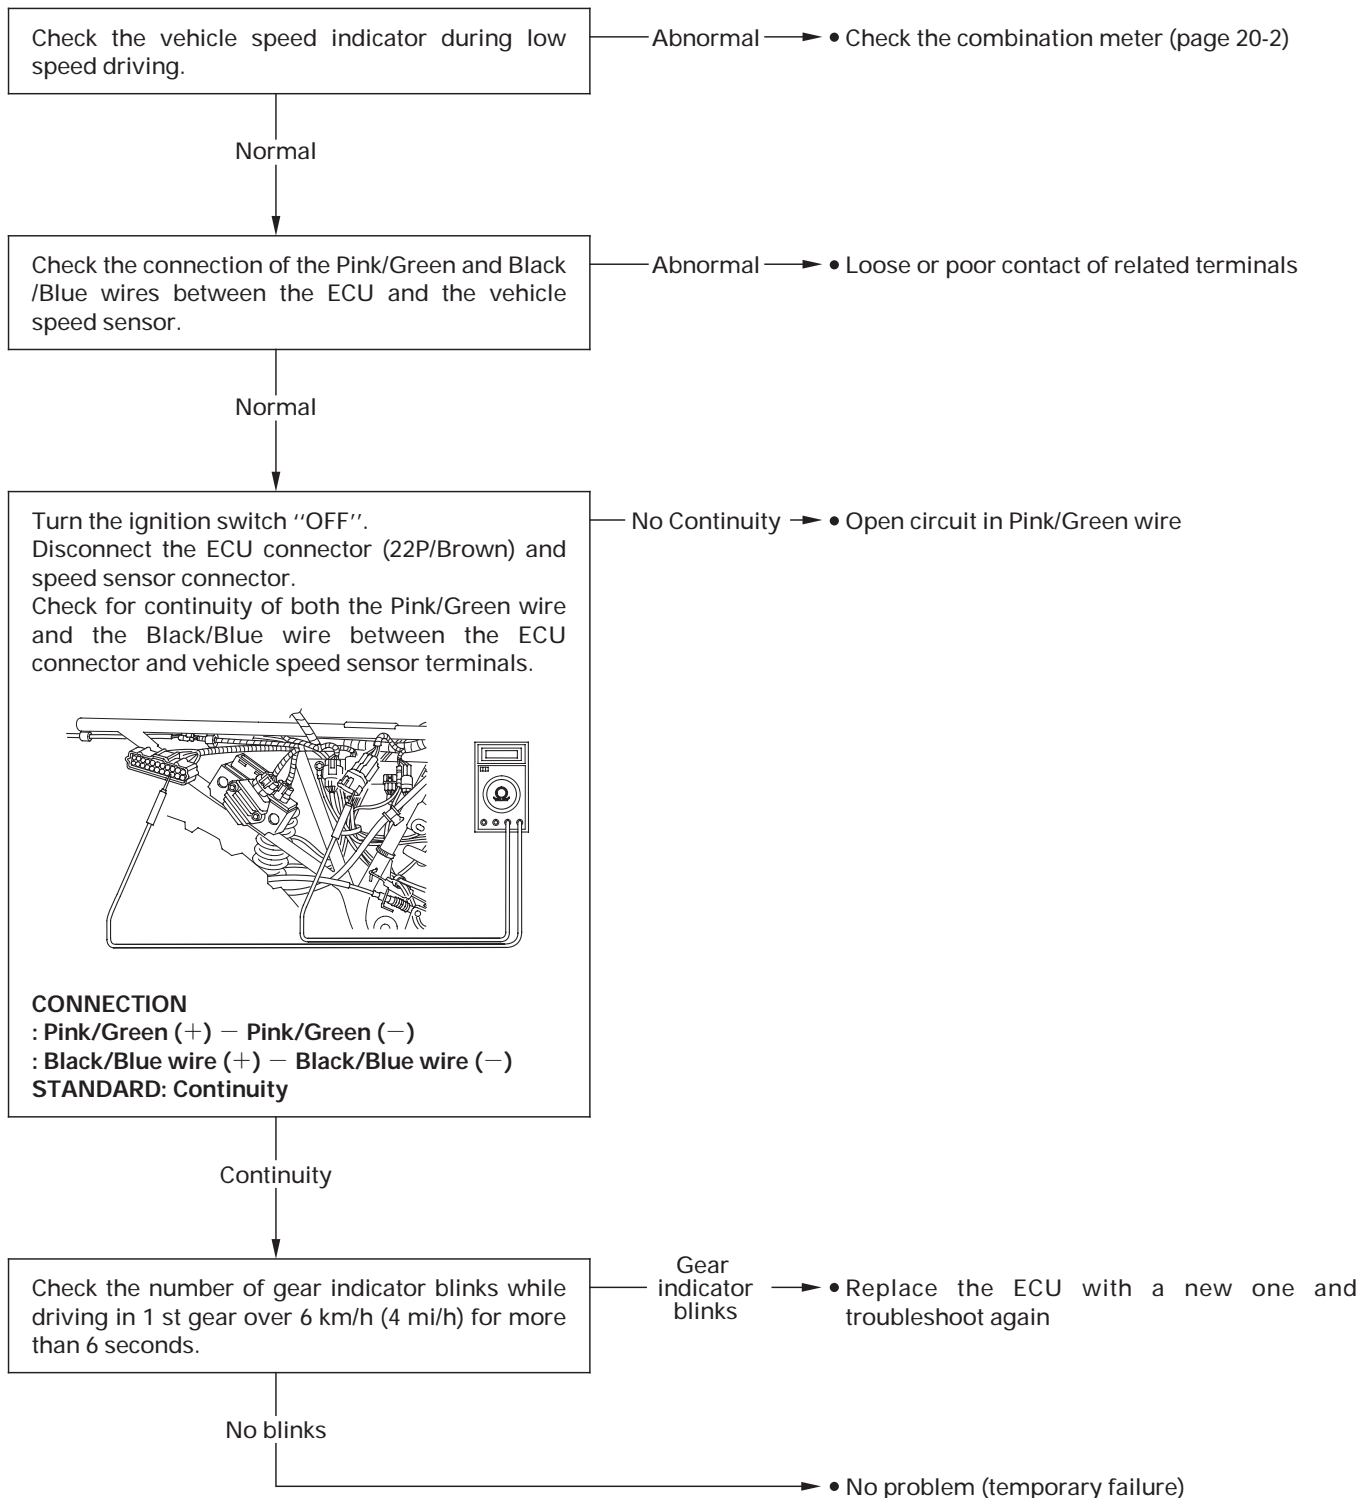 Check the vehicle speed indicator during low
speed driving.
Abnormal
• Check the combination meter (page 20-2)
Normal
Check the connection of the Pink/Green and Black
/Blue wires between the ECU and the vehicle
speed sensor.
Abnormal
• Loose or poor contact of related terminals
Normal
Turn the ignition switch ‘‘OFF’’.
Disconnect the ECU connector (22P/Brown) and
speed sensor connector.
Check for continuity of both the Pink/Green wire
and the Black/Blue wire between the ECU
connector and vehicle speed sensor terminals.
No Continuity
• Open circuit in Pink/Green wire
CONNECTION
: Pink/Green (+) − Pink/Green (−)
: Black/Blue wire (+) − Black/Blue wire (−)
STANDARD: Continuity
Continuity
Check the number of gear indicator blinks while
driving in 1 st gear over 6 km/h (4 mi/h) for more
than 6 seconds.
Gear
indicator
blinks
• Replace the ECU with a new one and
troubleshoot again
No blinks
• No problem (temporary failure)